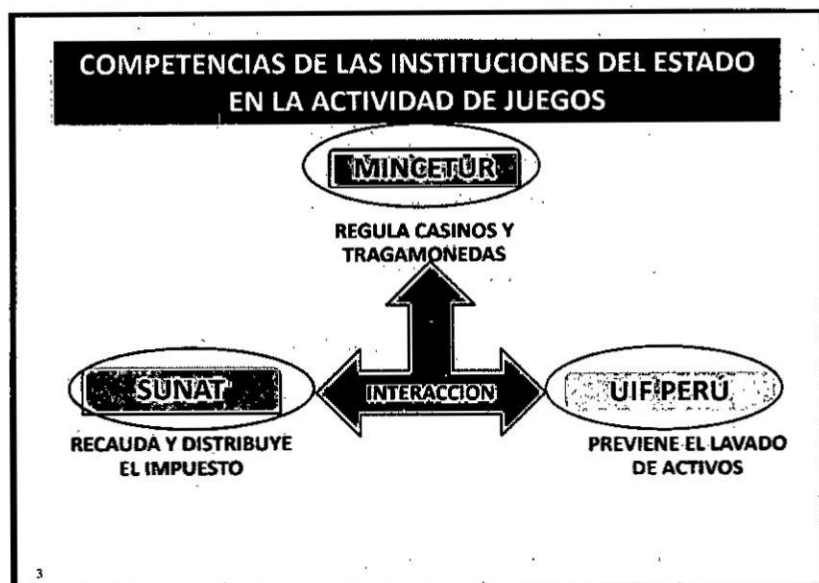 COMPETENCIAS DE LAS INSTITUCIONES DEL ESTADO
EN LA ACTIVIDAD DE JUEGOS
MINCETUR
REGULA CASINOS Y
TRAGAMONEDAS
SUNAT
INTERACCION
UIF PERÚ
RECAUDA Y DISTRIBUYE
EL IMPUESTO
PREVIENE EL LAVADO
DE ACTIVOS
3